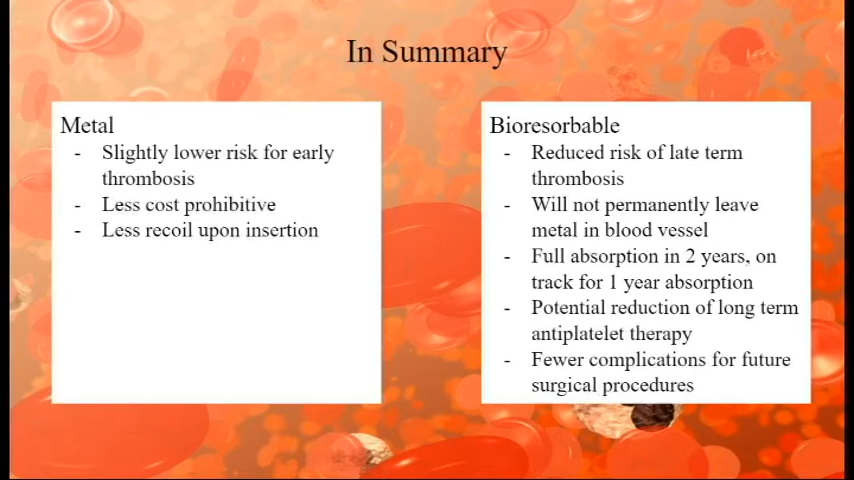 In Summary
Metal
- Slightly lower risk for early
thrombosis
- Less cost prohibitive
- Less recoil upon insertion
Bioresorbable
- Reduced risk of late term
thrombosis
- Will not permanently leave
metal in blood vessel
- Full absorption in 2 years, on
track for 1 year absorption
- Potential reduction of long term
antiplatelet therapy
- Fewer complications for future
surgical procedures